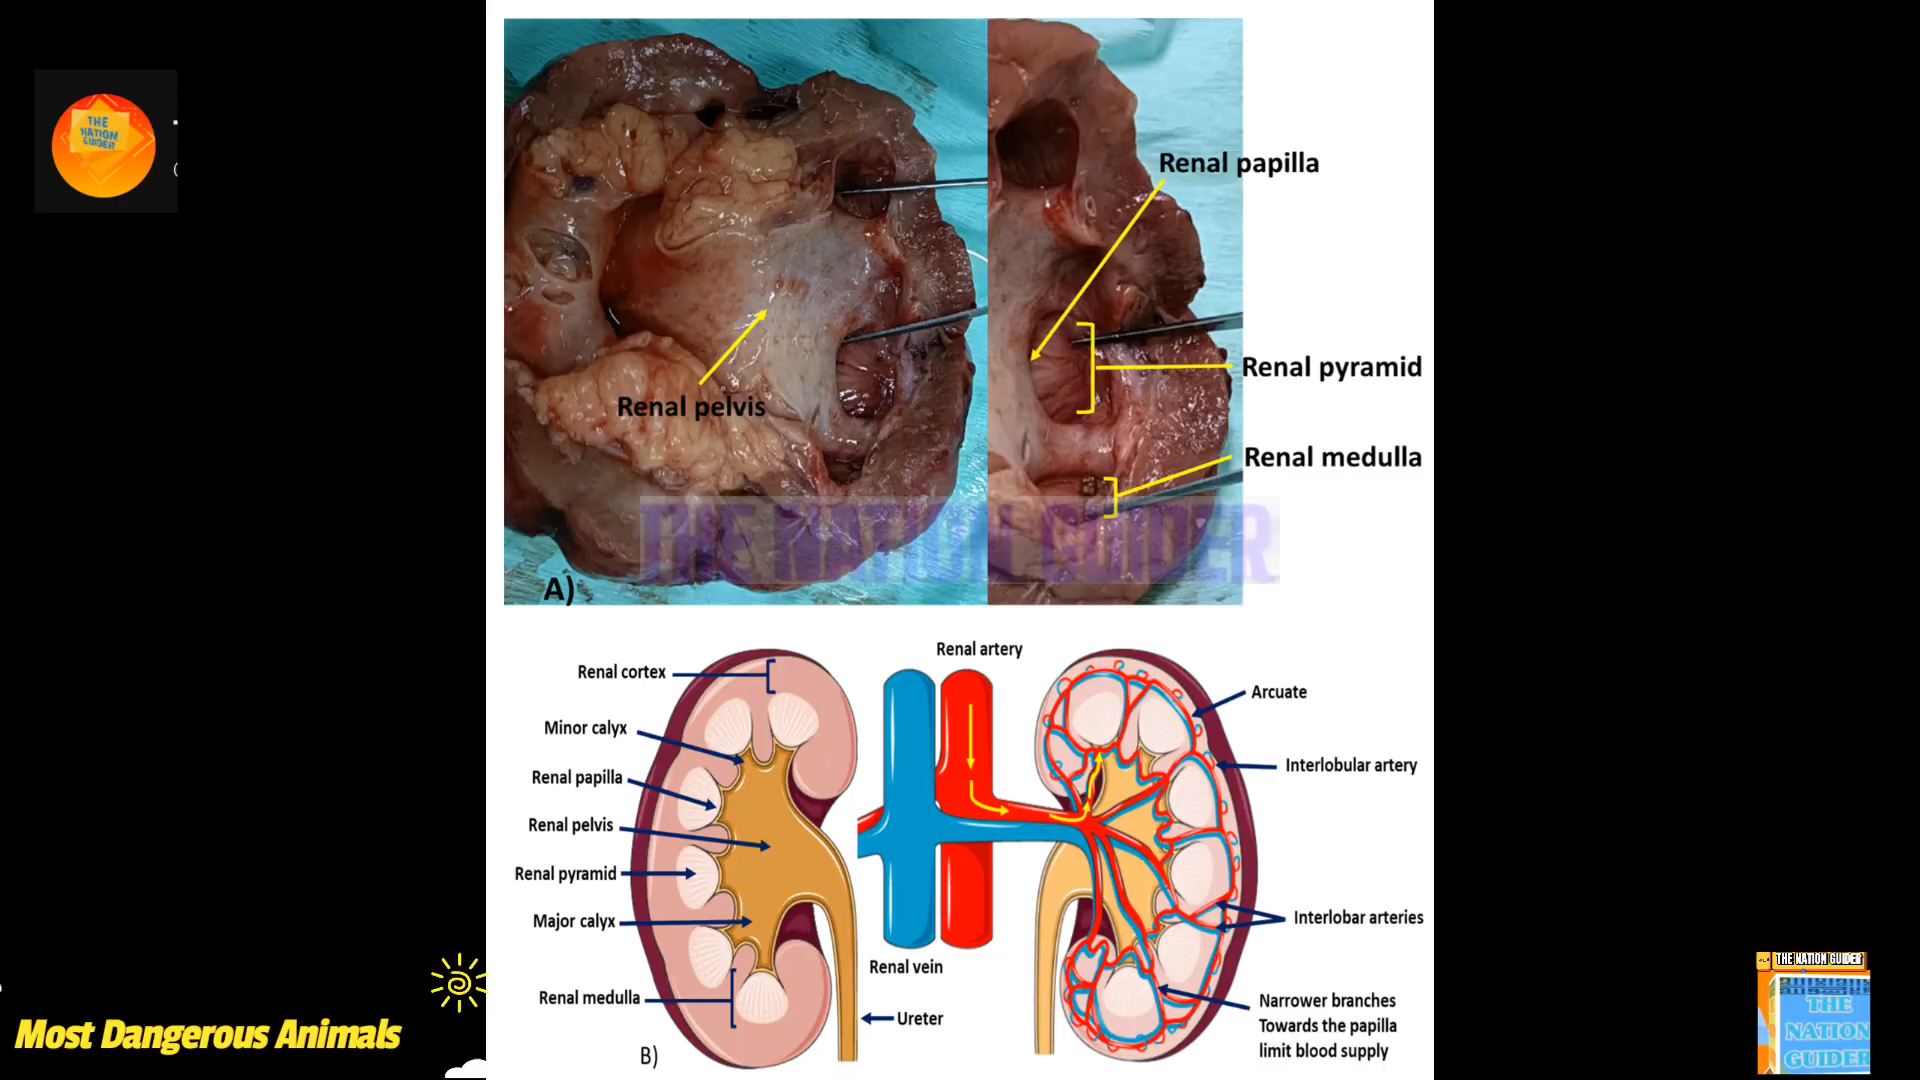 THE
NATION
GUIDER
Renal papilla
Renal pyramid
Renal pelvis
Renal medulla
THE NATION GUIDER
A)
Renal artery
Renal cortex
Arcuate
Minor calyx
Interlobular artery
Renal papilla
Renal pelvis
Renal pyramid
Major calyx
Interlobar arteries
Renal vein
Renal medulla
Narrower branches
Towards the papilla
limit blood supply
Ureter
B)
Most Dangerous Animals
THE NATION GUIDER
THE
NATION
GUIDER